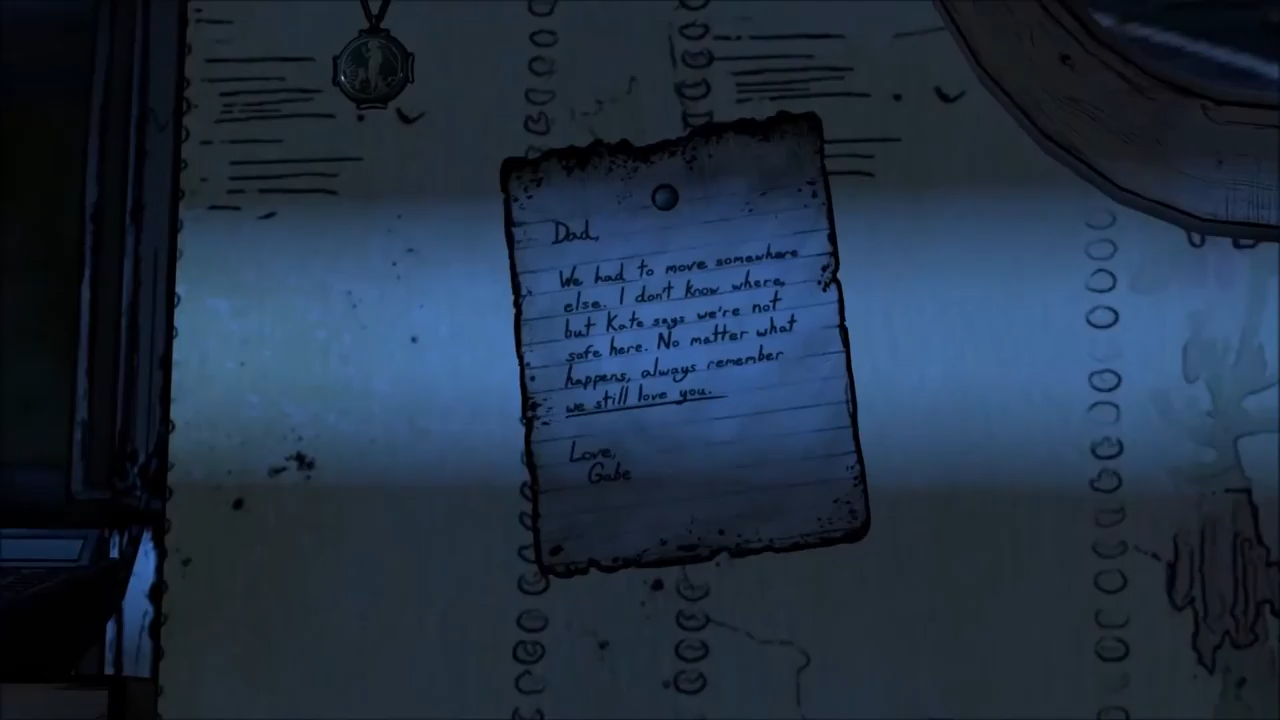 Dad,
We had to move somewhere
else. I don't know where,
but Kate says we're not
safe here. No matter what
happens, always remember
we still love you.
Love,
Gabe